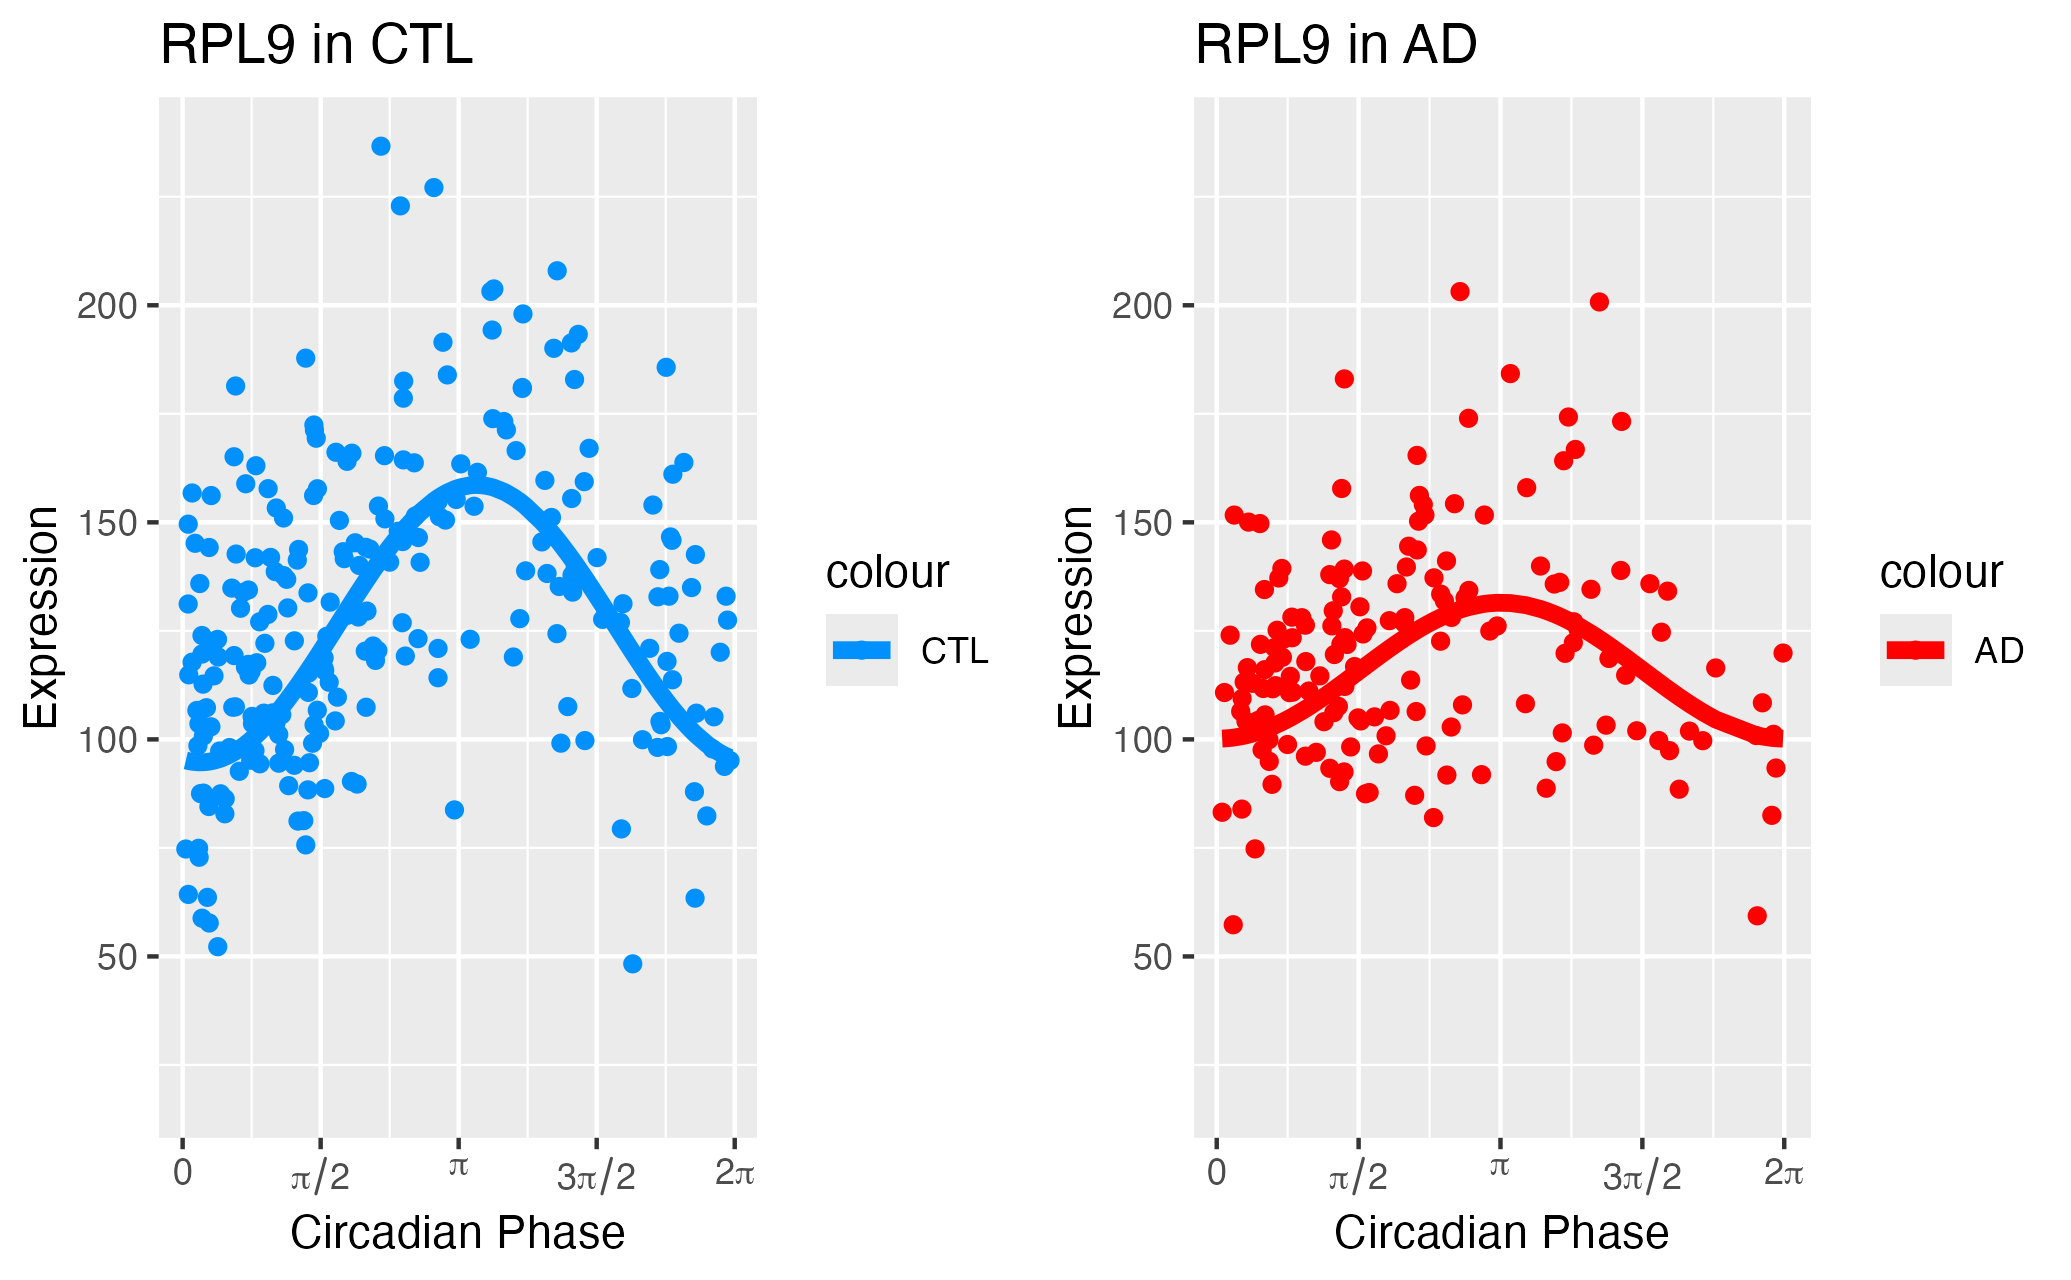 RPL9 in CTL
Expression
200
150
100
50
0 π/2 π 3π/2 2π
Circadian Phase
colour
CTL
RPL9 in AD
Expression
200
150
100
50
0 π/2 π 3π/2 2π
Circadian Phase
colour
AD